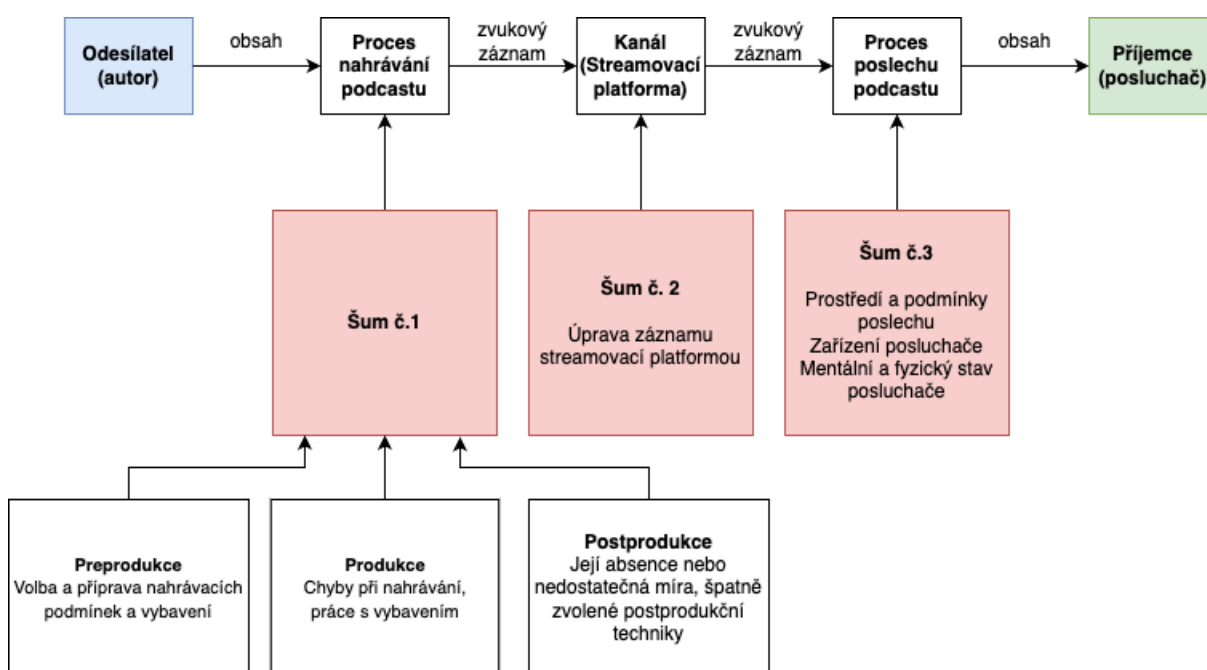 Odesílatel
(autor)
obsah
Proces
nahrávání
podcastu
zvukový
záznam
Kanál
(Streamovací
platforma)
zvukový
záznam
Proces
poslechu
podcastu
obsah
Příjemce
(posluchač)
Šum č.1
Šum č. 2
Úprava záznamu
streamovací platformou
Šum č.3
Prostředí a podmínky
poslechu
Zařízení posluchače
Mentální a fyzický stav
posluchače
Preprodukce
Volba a příprava nahrávacích
podmínek a vybavení
Produkce
Chyby při nahrávání,
práce s vybavením
Postprodukce
Její absence nebo
nedostatečná míra, špatně
zvolené postprodukční
techniky